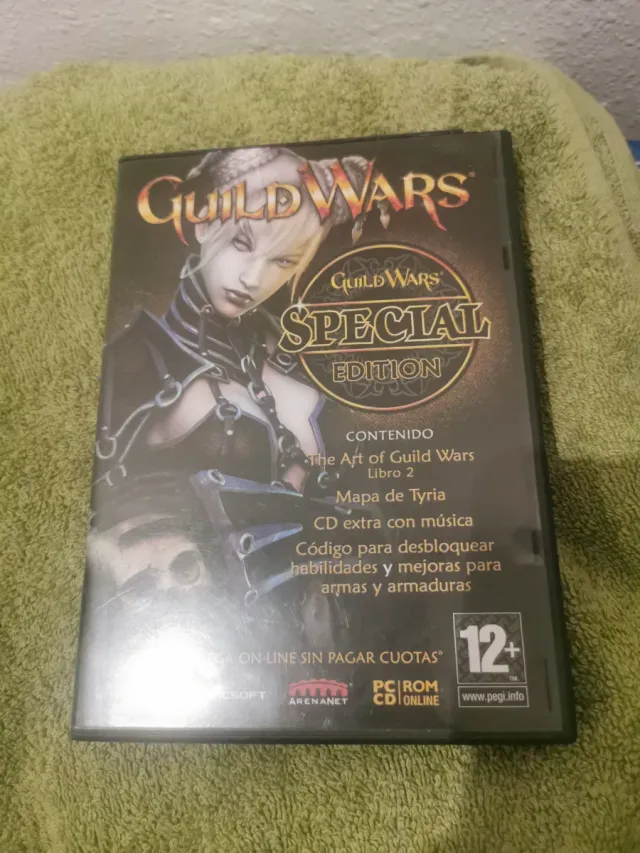 GUILD WARS®
GUILD WARS®
SPECIAL
EDITION
CONTENIDO
The Art of Guild Wars
Libro 2
Mapa de Tyria
CD extra con música
Código para desbloquear
habilidades y mejoras para
armas y armaduras
ON-LINE SIN PAGAR CUOTAS*
12+
™
www.pegi.info
ARENANET®
PC CD ROM ONLINE